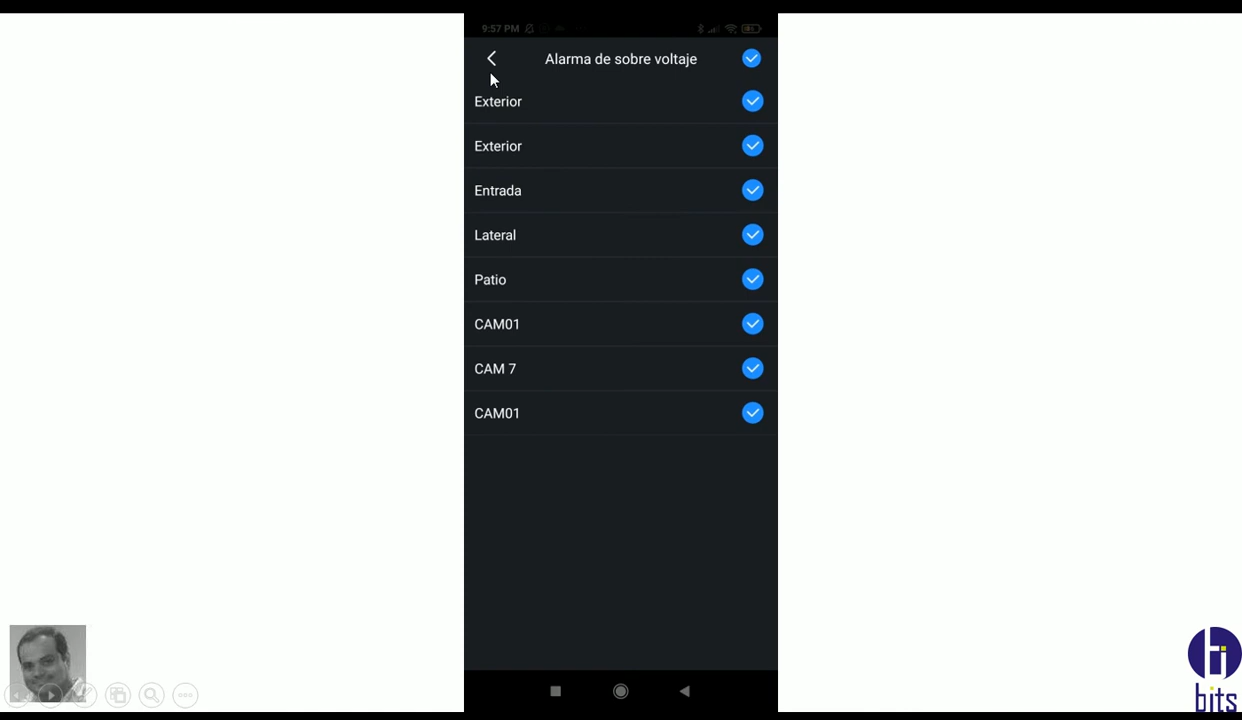 9:57 PM
Alarma de sobre voltaje
Exterior
Exterior
Entrada
Lateral
Patio
CAM01
CAM 7
CAM01
bits